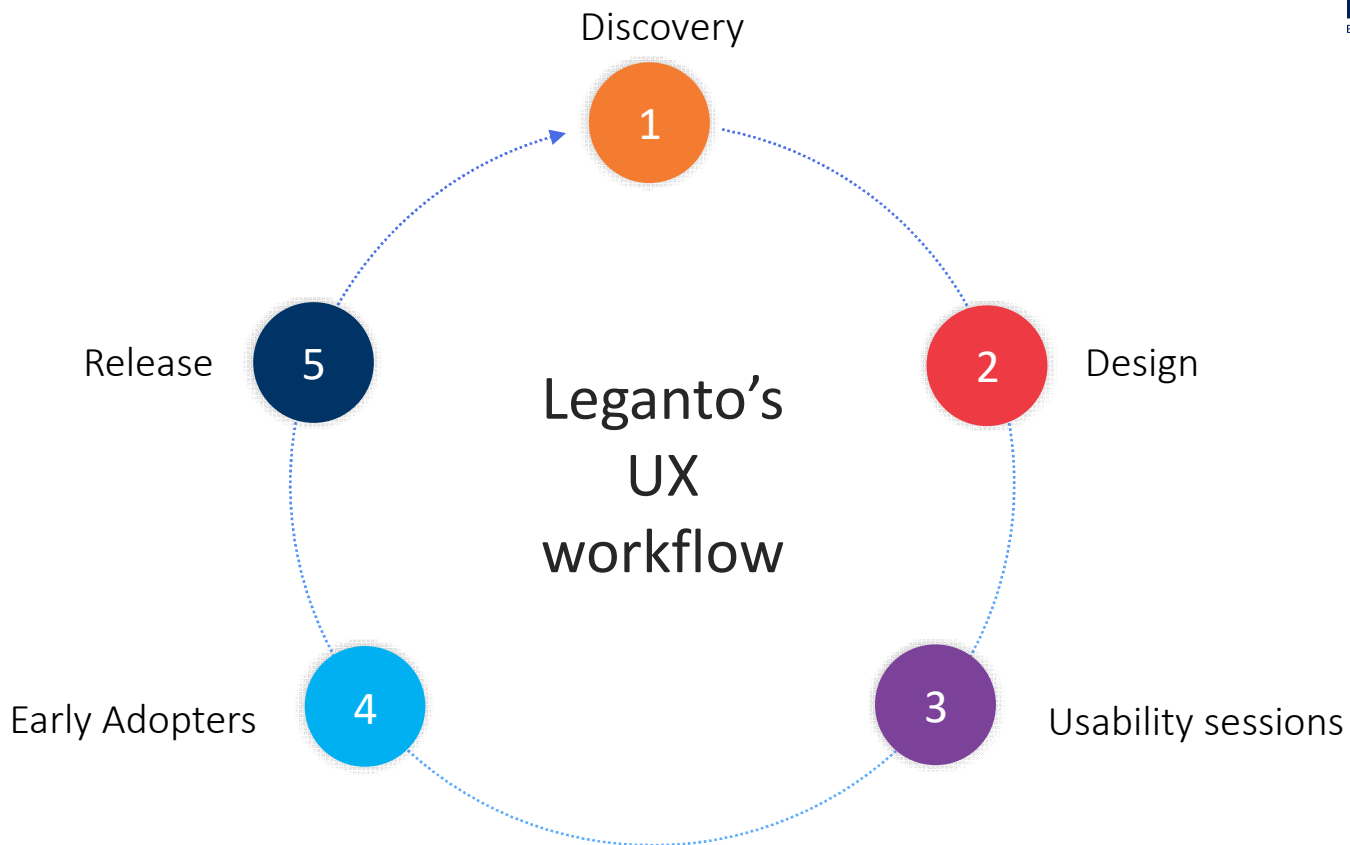 Discovery
1
5
Release
2
Design
Leganto’s
UX
workflow
4
Early Adopters
3
Usability sessions